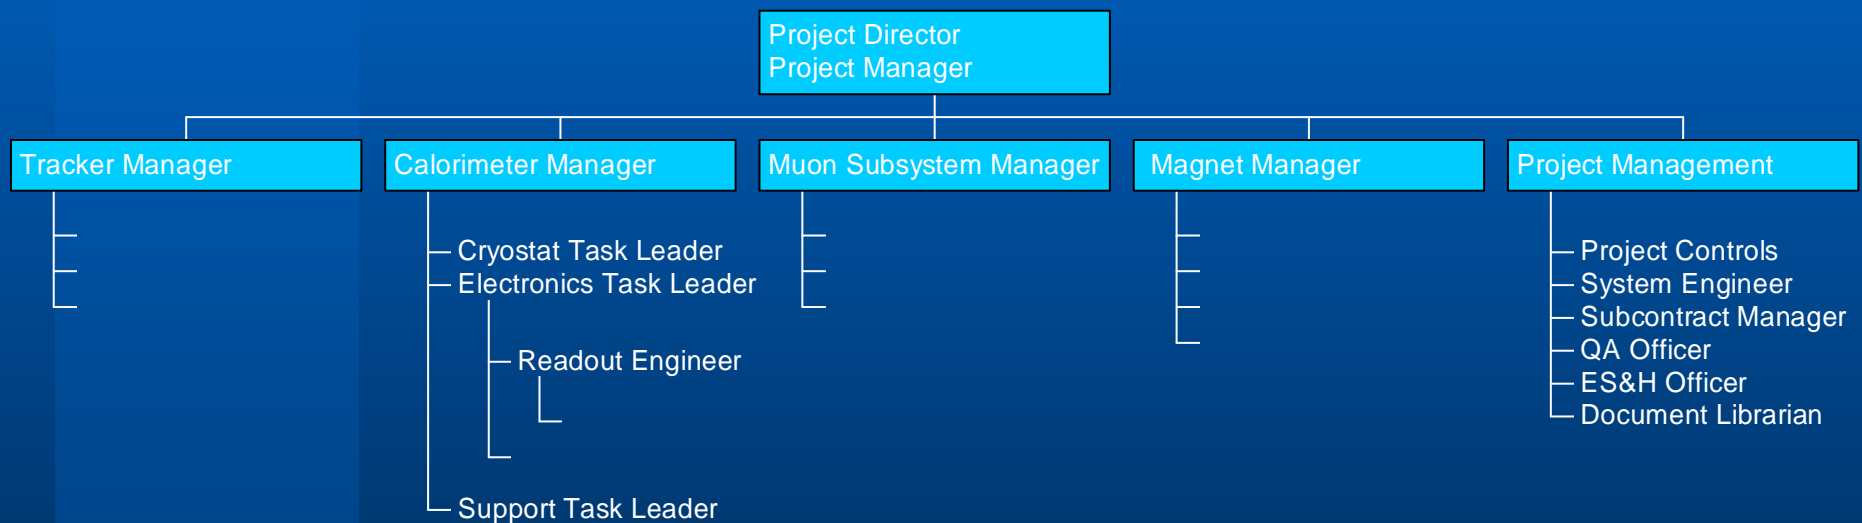 Project Director
Project Manager
Tracker Manager
Calorimeter Manager
Muon Subsystem Manager
Magnet Manager
Project Management
Cryostat Task Leader
Electronics Task Leader
Readout Engineer
Support Task Leader
Project Controls
System Engineer
Subcontract Manager
QA Officer
ES&H Officer
Document Librarian